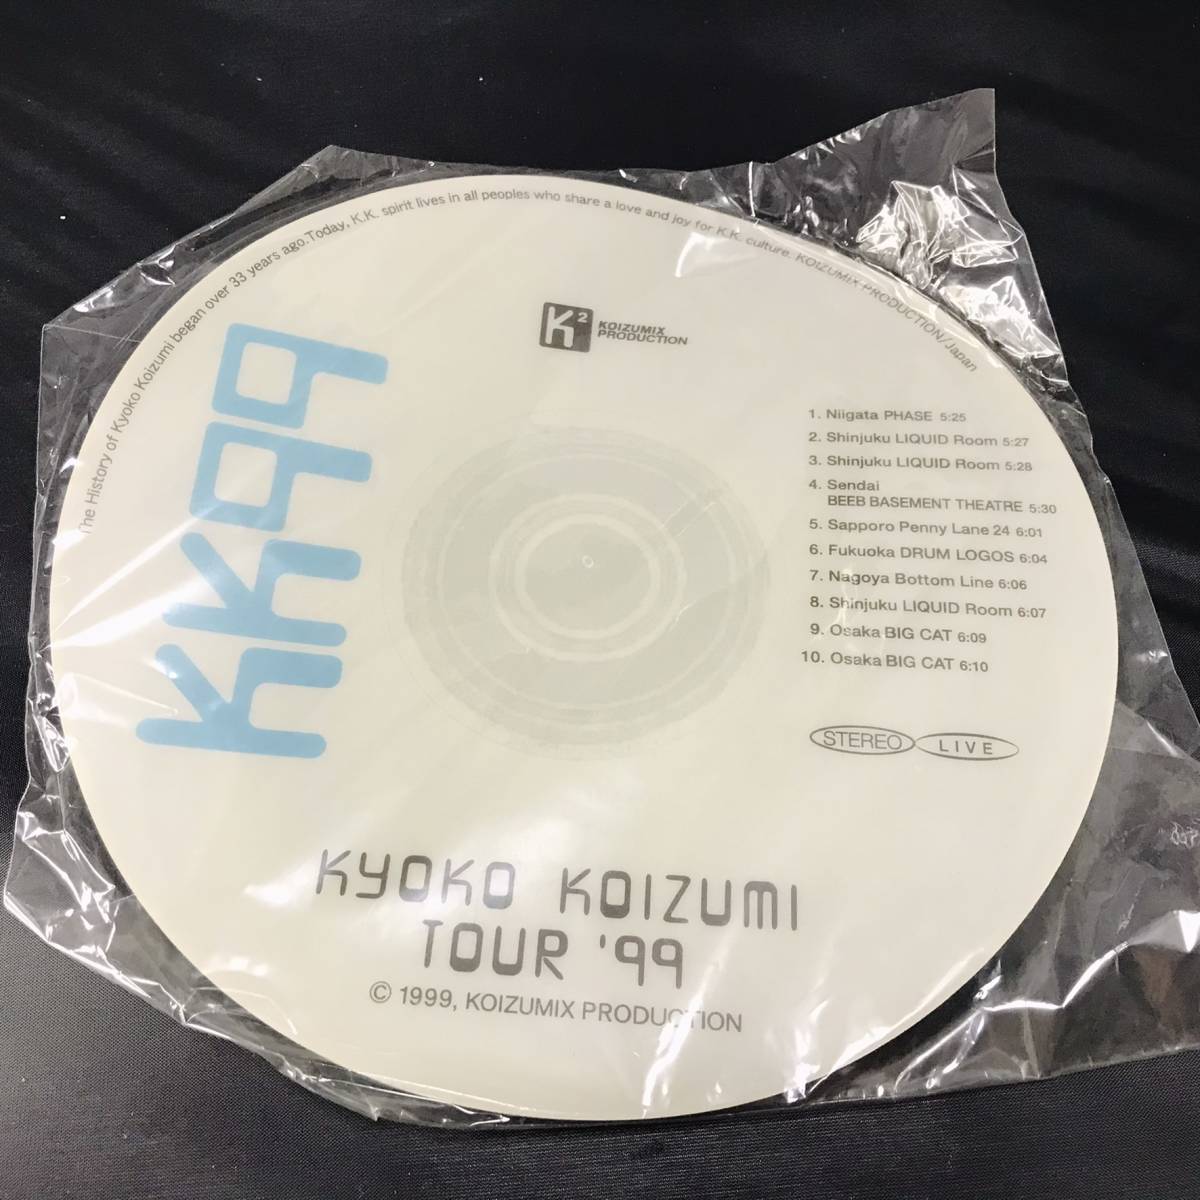 The History of Kyoko Koizumi began over 33 years ago.Today, K.K. spirit lives in all peoples who share a love and joy for K.K. culture. KOIZUMIX PRODUCTION/Japan
K2 KOIZUMIX
PRODUCTION
KK99
1. Niigata PHASE 5:25
2. Shinjuku LIQUID Room 5:27
3. Shinjuku LIQUID Room 5:28
4. Sendai
BEEB BASEMENT THEATRE 5:30
5. Sapporo Penny Lane 24 6:01
6. Fukuoka DRUM LOGOS 6:04
7. Nagoya Bottom Line 6:06
8. Shinjuku LIQUID Room 6:07
9. Osaka BIG CAT 6:09
10. Osaka BIG CAT 6:10
STEREO LIVE
KYOKO KOIZUMI
TOUR '99
© 1999, KOIZUMIX PRODUCTION